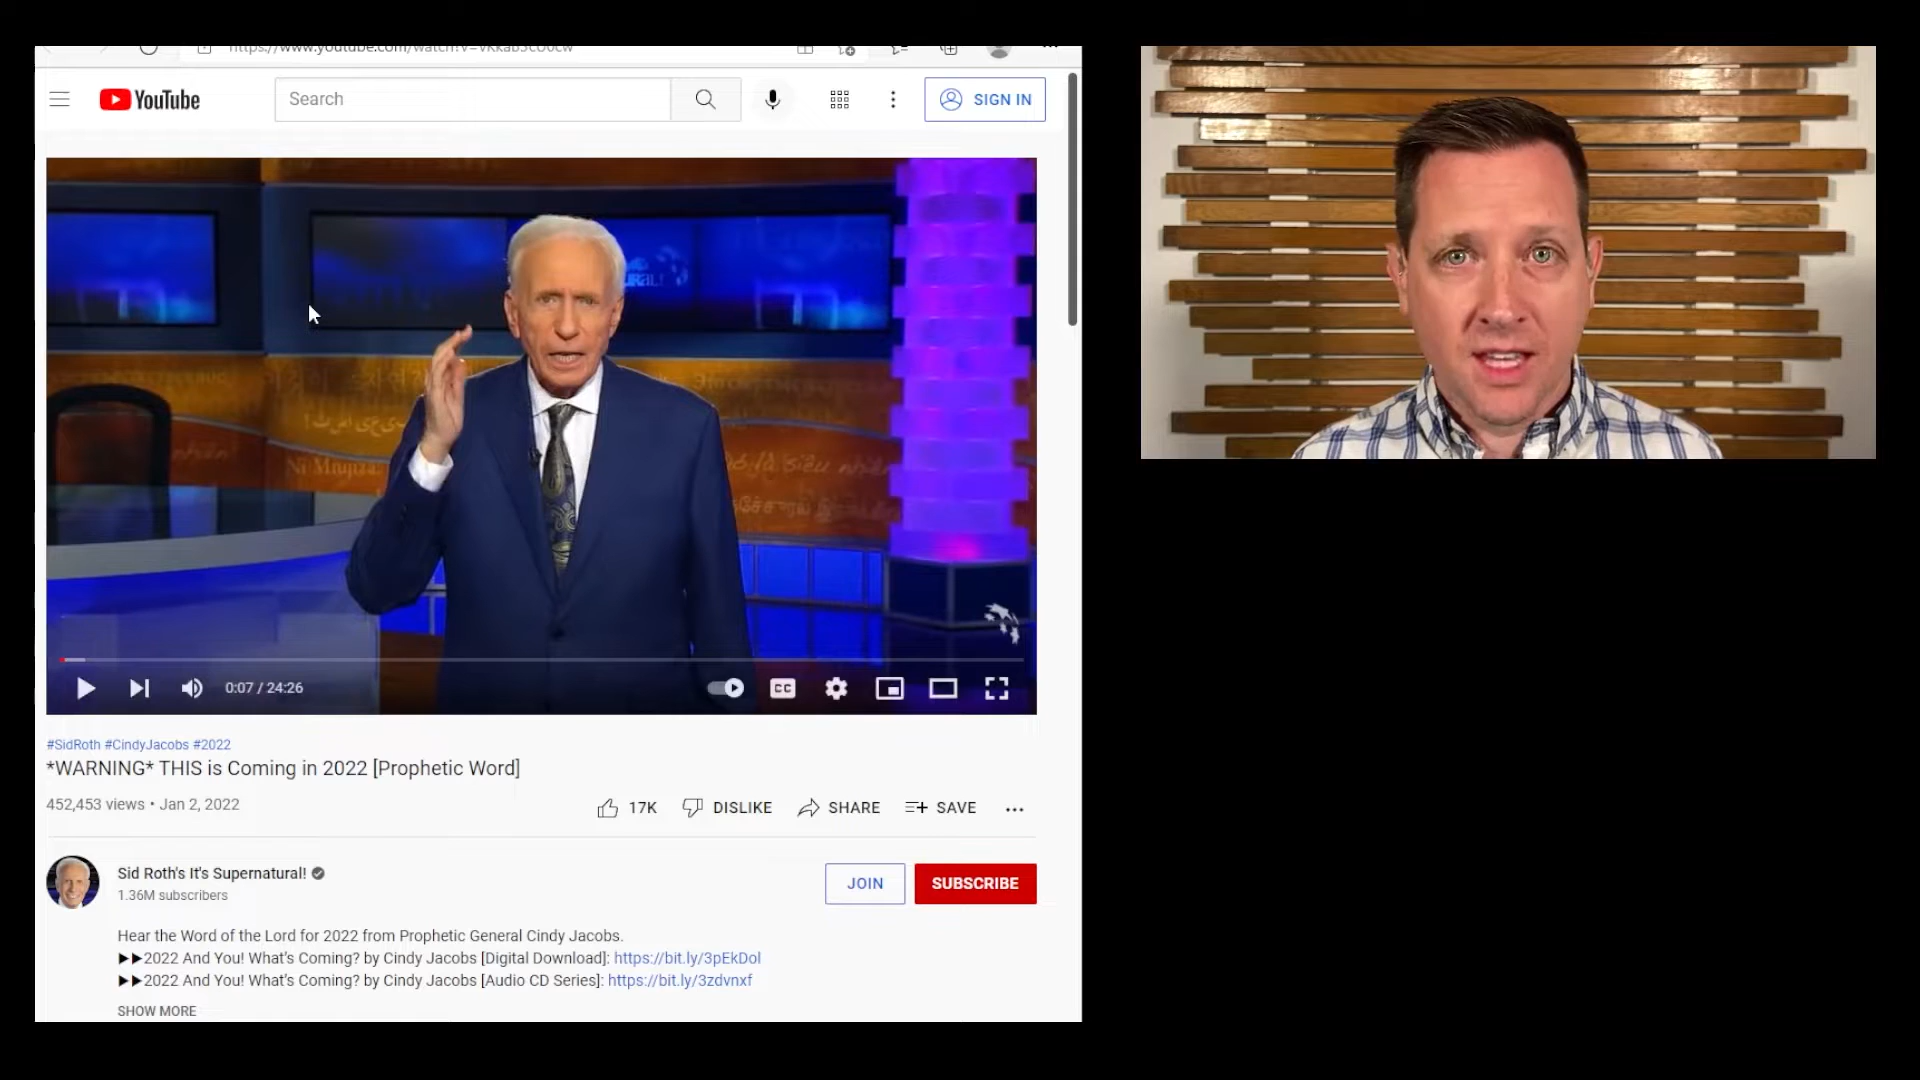 YouTube
Search
SIGN IN
0:07 / 24:26
CC
#SidRoth #CindyJacobs #2022
*WARNING* THIS is Coming in 2022 [Prophetic Word]
452,453 views • Jan 2, 2022
17K
DISLIKE
SHARE
SAVE
Sid Roth's It's Supernatural!
1.36M subscribers
JOIN
SUBSCRIBE
Hear the Word of the Lord for 2022 from Prophetic General Cindy Jacobs.
▶▶2022 And You! What's Coming? by Cindy Jacobs [Digital Download]: https://bit.ly/3pEkDol
▶▶2022 And You! What's Coming? by Cindy Jacobs [Audio CD Series]: https://bit.ly/3zdvnxf
SHOW MORE